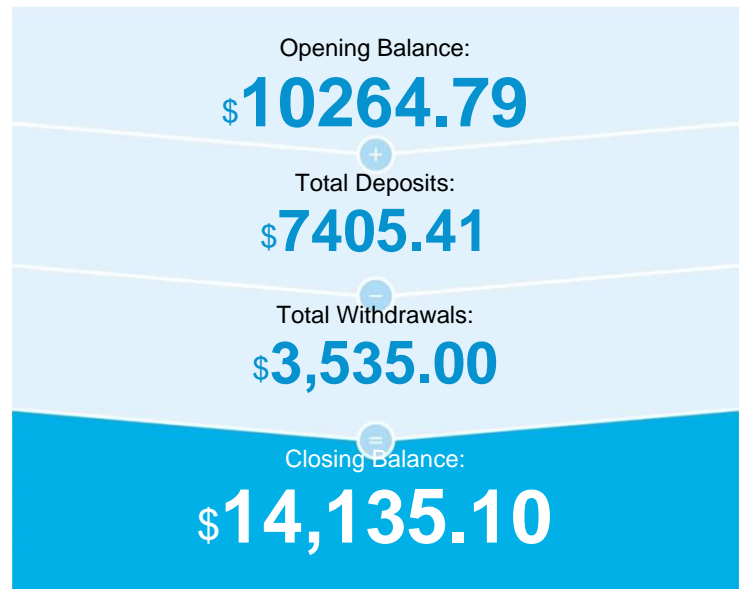 Opening Balance:
$10264.79
+
Total Deposits:
$7405.41
−
Total Withdrawals:
$3,535.00
=
Closing Balance:
$14,135.10